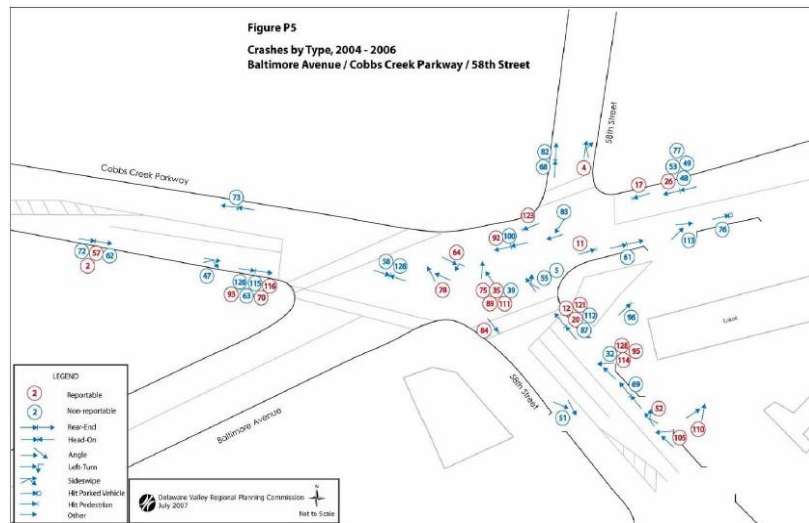 Figure P5
Crashes by Type, 2004 - 2006
Baltimore Avenue / Cobbs Creek Parkway / 58th Street
82
68
4
58th Street
77
53 49
26 48
17
Cobbs Creek Parkway
73
123
83
92 100
11
113
76
61
72 57 62
2
47
126 115 116
93 63 70
58 128
64
78
75 35 39
89 111
55 5
84
12 121
20 112
87
96
32 128 95
114
69
52
51
105
110
Lukoil
58th Street
Baltimore Avenue
LEGEND
2 Reportable
2 Non-reportable
Rear-End
Head-On
Angle
Left-Turn
Sideswipe
Hit Parked Vehicle
Hit Pedestrian
Other
Delaware Valley Regional Planning Commission
July 2007
N
Not to Scale